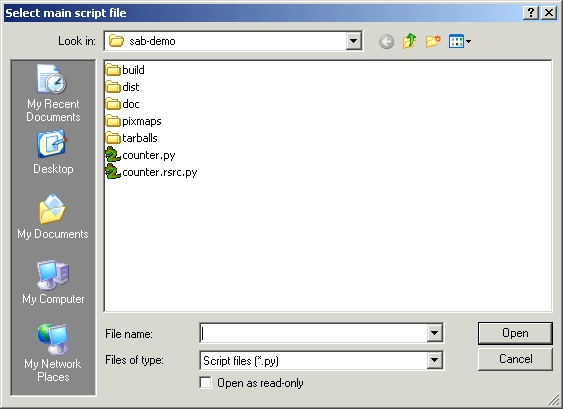 Select main script file
Look in:
sab-demo
My Recent
Documents
Desktop
My Documents
My Computer
My Network
Places
build
dist
doc
pixmaps
tarballs
counter.py
counter.rsrc.py
File name:
Open
Files of type:
Script files (*.py)
Cancel
Open as read-only